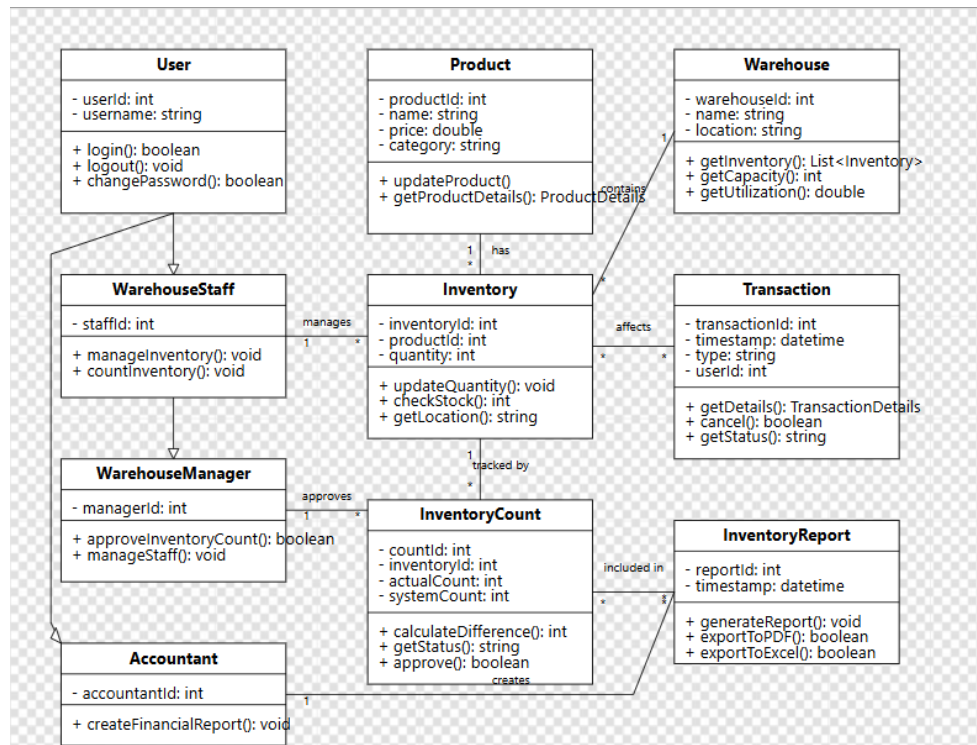 User
- userId: int
- username: string
+ login(): boolean
+ logout(): void
+ changePassword(): boolean
Product
- productId: int
- name: string
- price: double
- category: string
+ updateProduct()
+ getProductDetails(): ProductDetails
Warehouse
- warehouseId: int
- name: string
- location: string
+ getInventory(): List<Inventory>
+ getCapacity(): int
+ getUtilization(): double
1
contains
*
1
has
*
WarehouseStaff
- staffId: int
+ manageInventory(): void
+ countInventory(): void
manages
1
*
Inventory
- inventoryId: int
- productId: int
- quantity: int
+ updateQuantity(): void
+ checkStock(): int
+ getLocation(): string
affects
*
*
Transaction
- transactionId: int
- timestamp: datetime
- type: string
- userId: int
+ getDetails(): TransactionDetails
+ cancel(): boolean
+ getStatus(): string
1
tracked by
*
WarehouseManager
- managerId: int
+ approveInventoryCount(): boolean
+ manageStaff(): void
approves
1
*
InventoryCount
- countId: int
- inventoryId: int
- actualCount: int
- systemCount: int
+ calculateDifference(): int
+ getStatus(): string
+ approve(): boolean
included in
*
*
*
InventoryReport
- reportId: int
- timestamp: datetime
+ generateReport(): void
+ exportToPDF(): boolean
+ exportToExcel(): boolean
Accountant
- accountantId: int
+ createFinancialReport(): void
creates
1